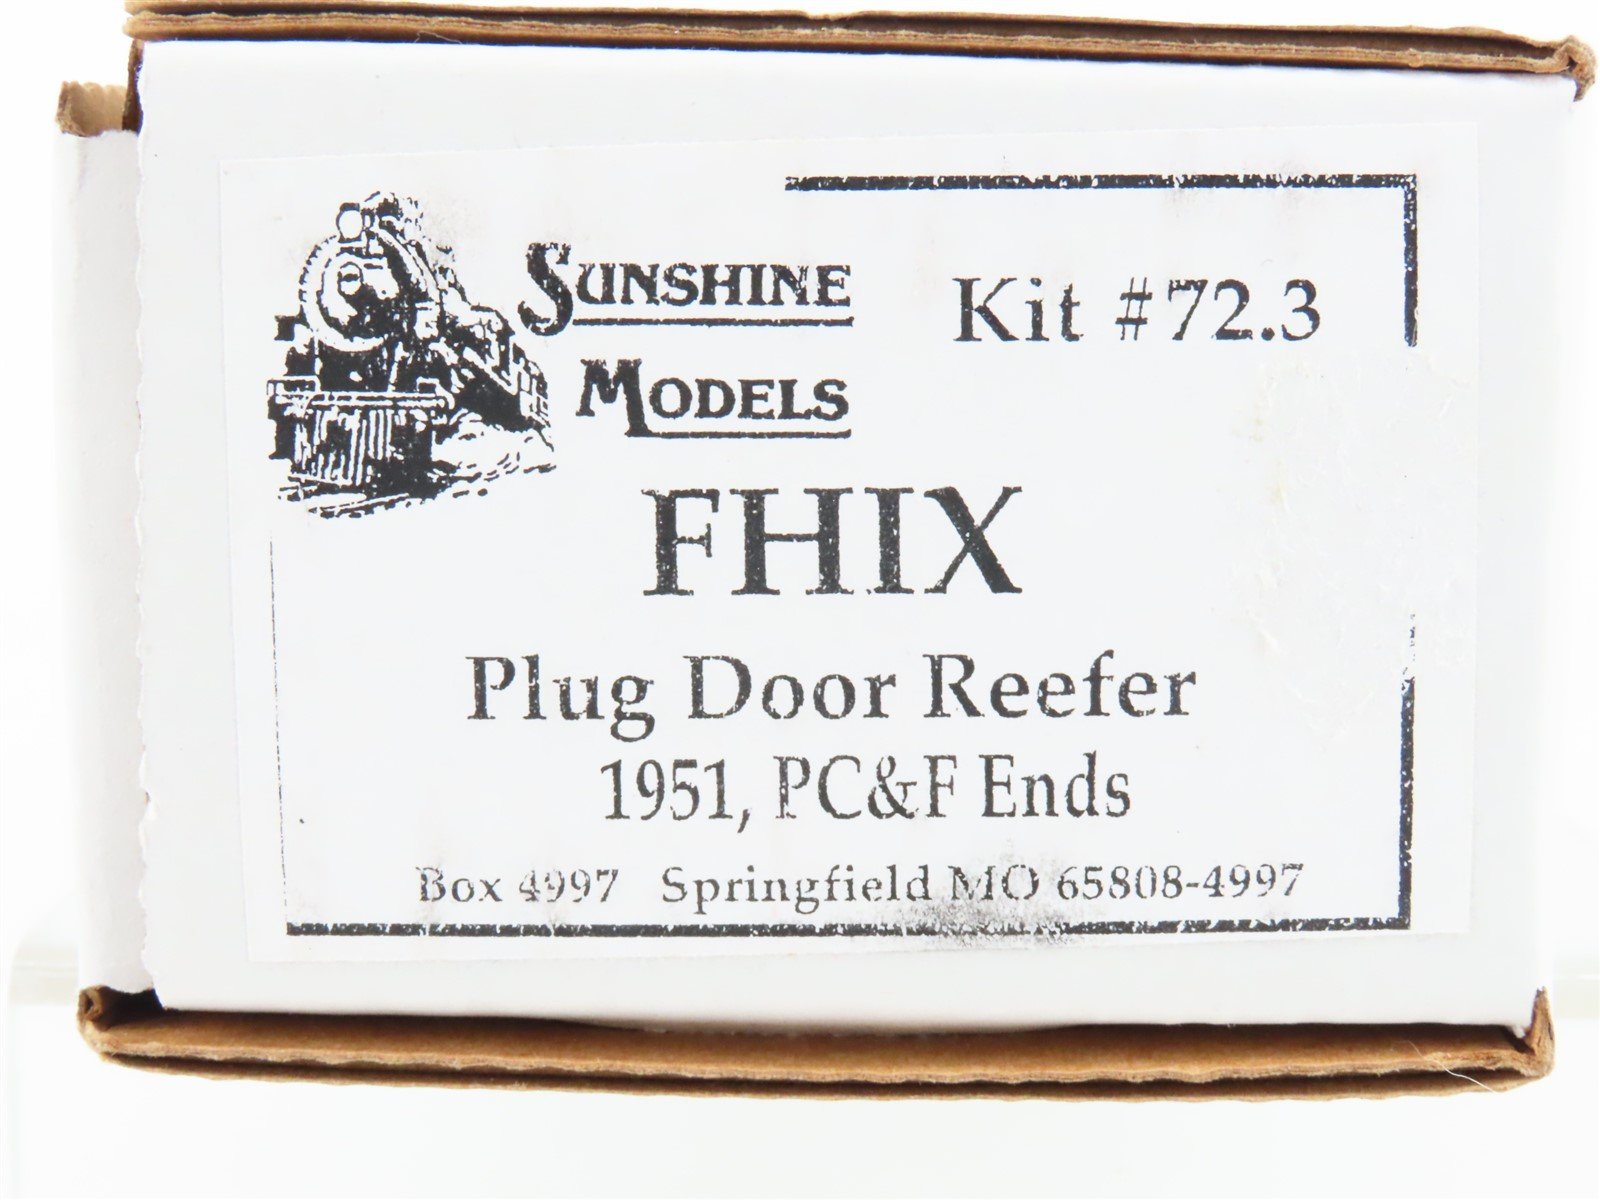 SUNSHINE
MODELS
Kit #72.3
FHIX
Plug Door Reefer
1951, PC&F Ends
Box 4997 Springfield MO 65808-4997